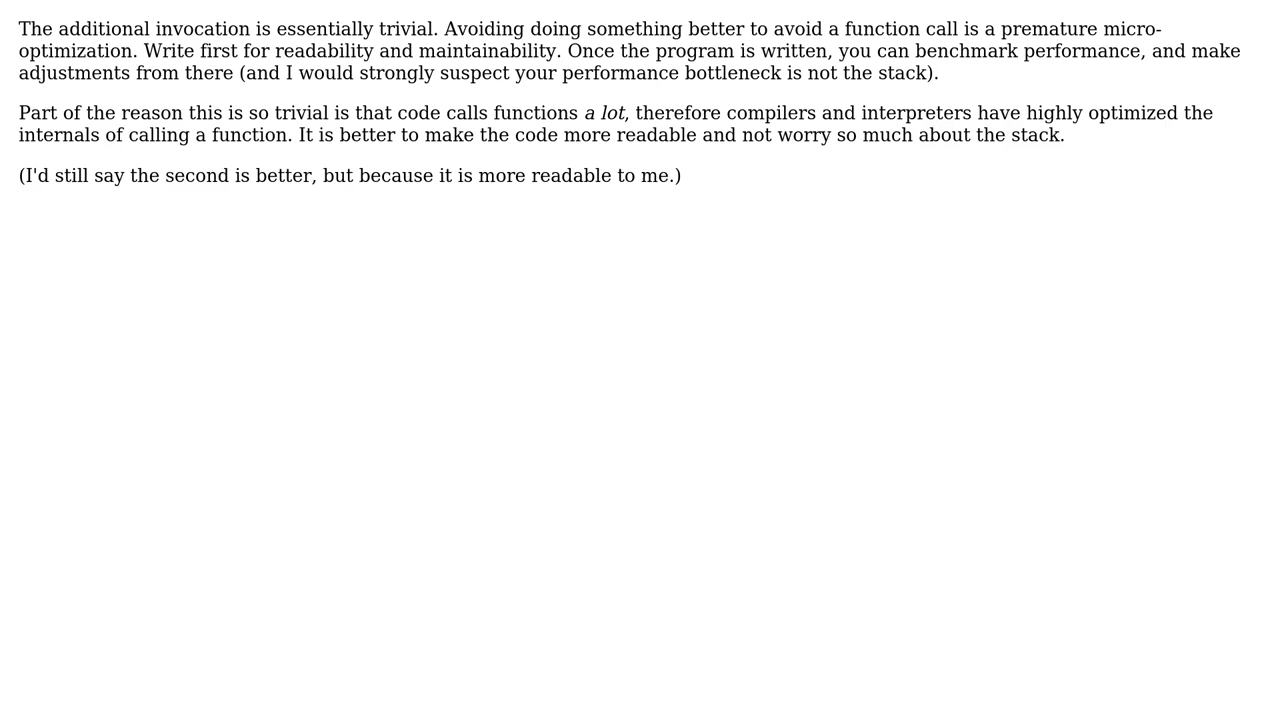 The additional invocation is essentially trivial. Avoiding doing something better to avoid a function call is a premature micro-
optimization. Write first for readability and maintainability. Once the program is written, you can benchmark performance, and make
adjustments from there (and I would strongly suspect your performance bottleneck is not the stack).
Part of the reason this is so trivial is that code calls functions a lot, therefore compilers and interpreters have highly optimized the
internals of calling a function. It is better to make the code more readable and not worry so much about the stack.
(I'd still say the second is better, but because it is more readable to me.)